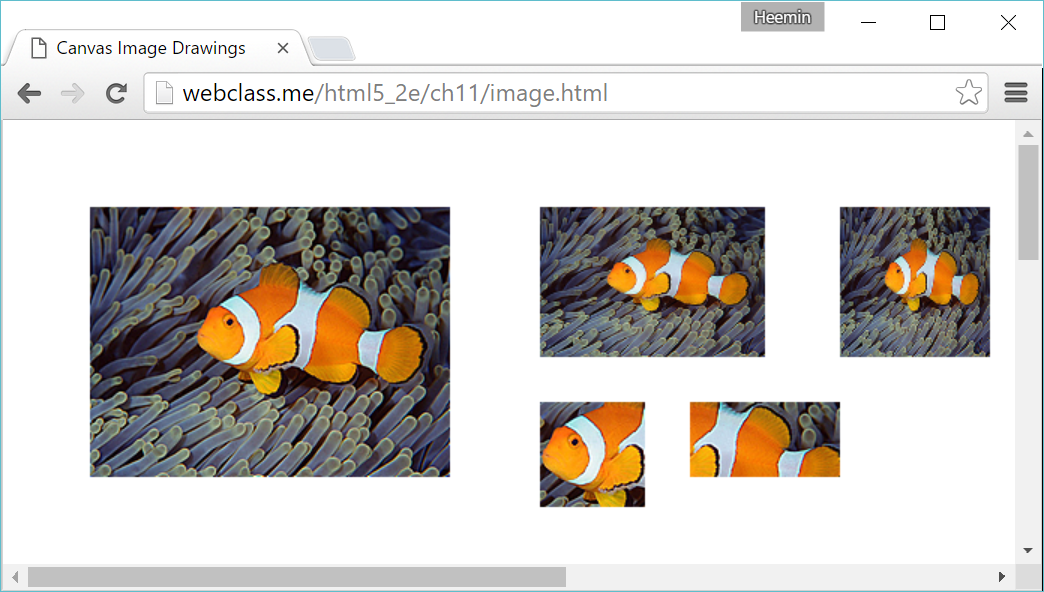 Heemin
Canvas Image Drawings
webclass.me/html5_2e/ch11/image.html